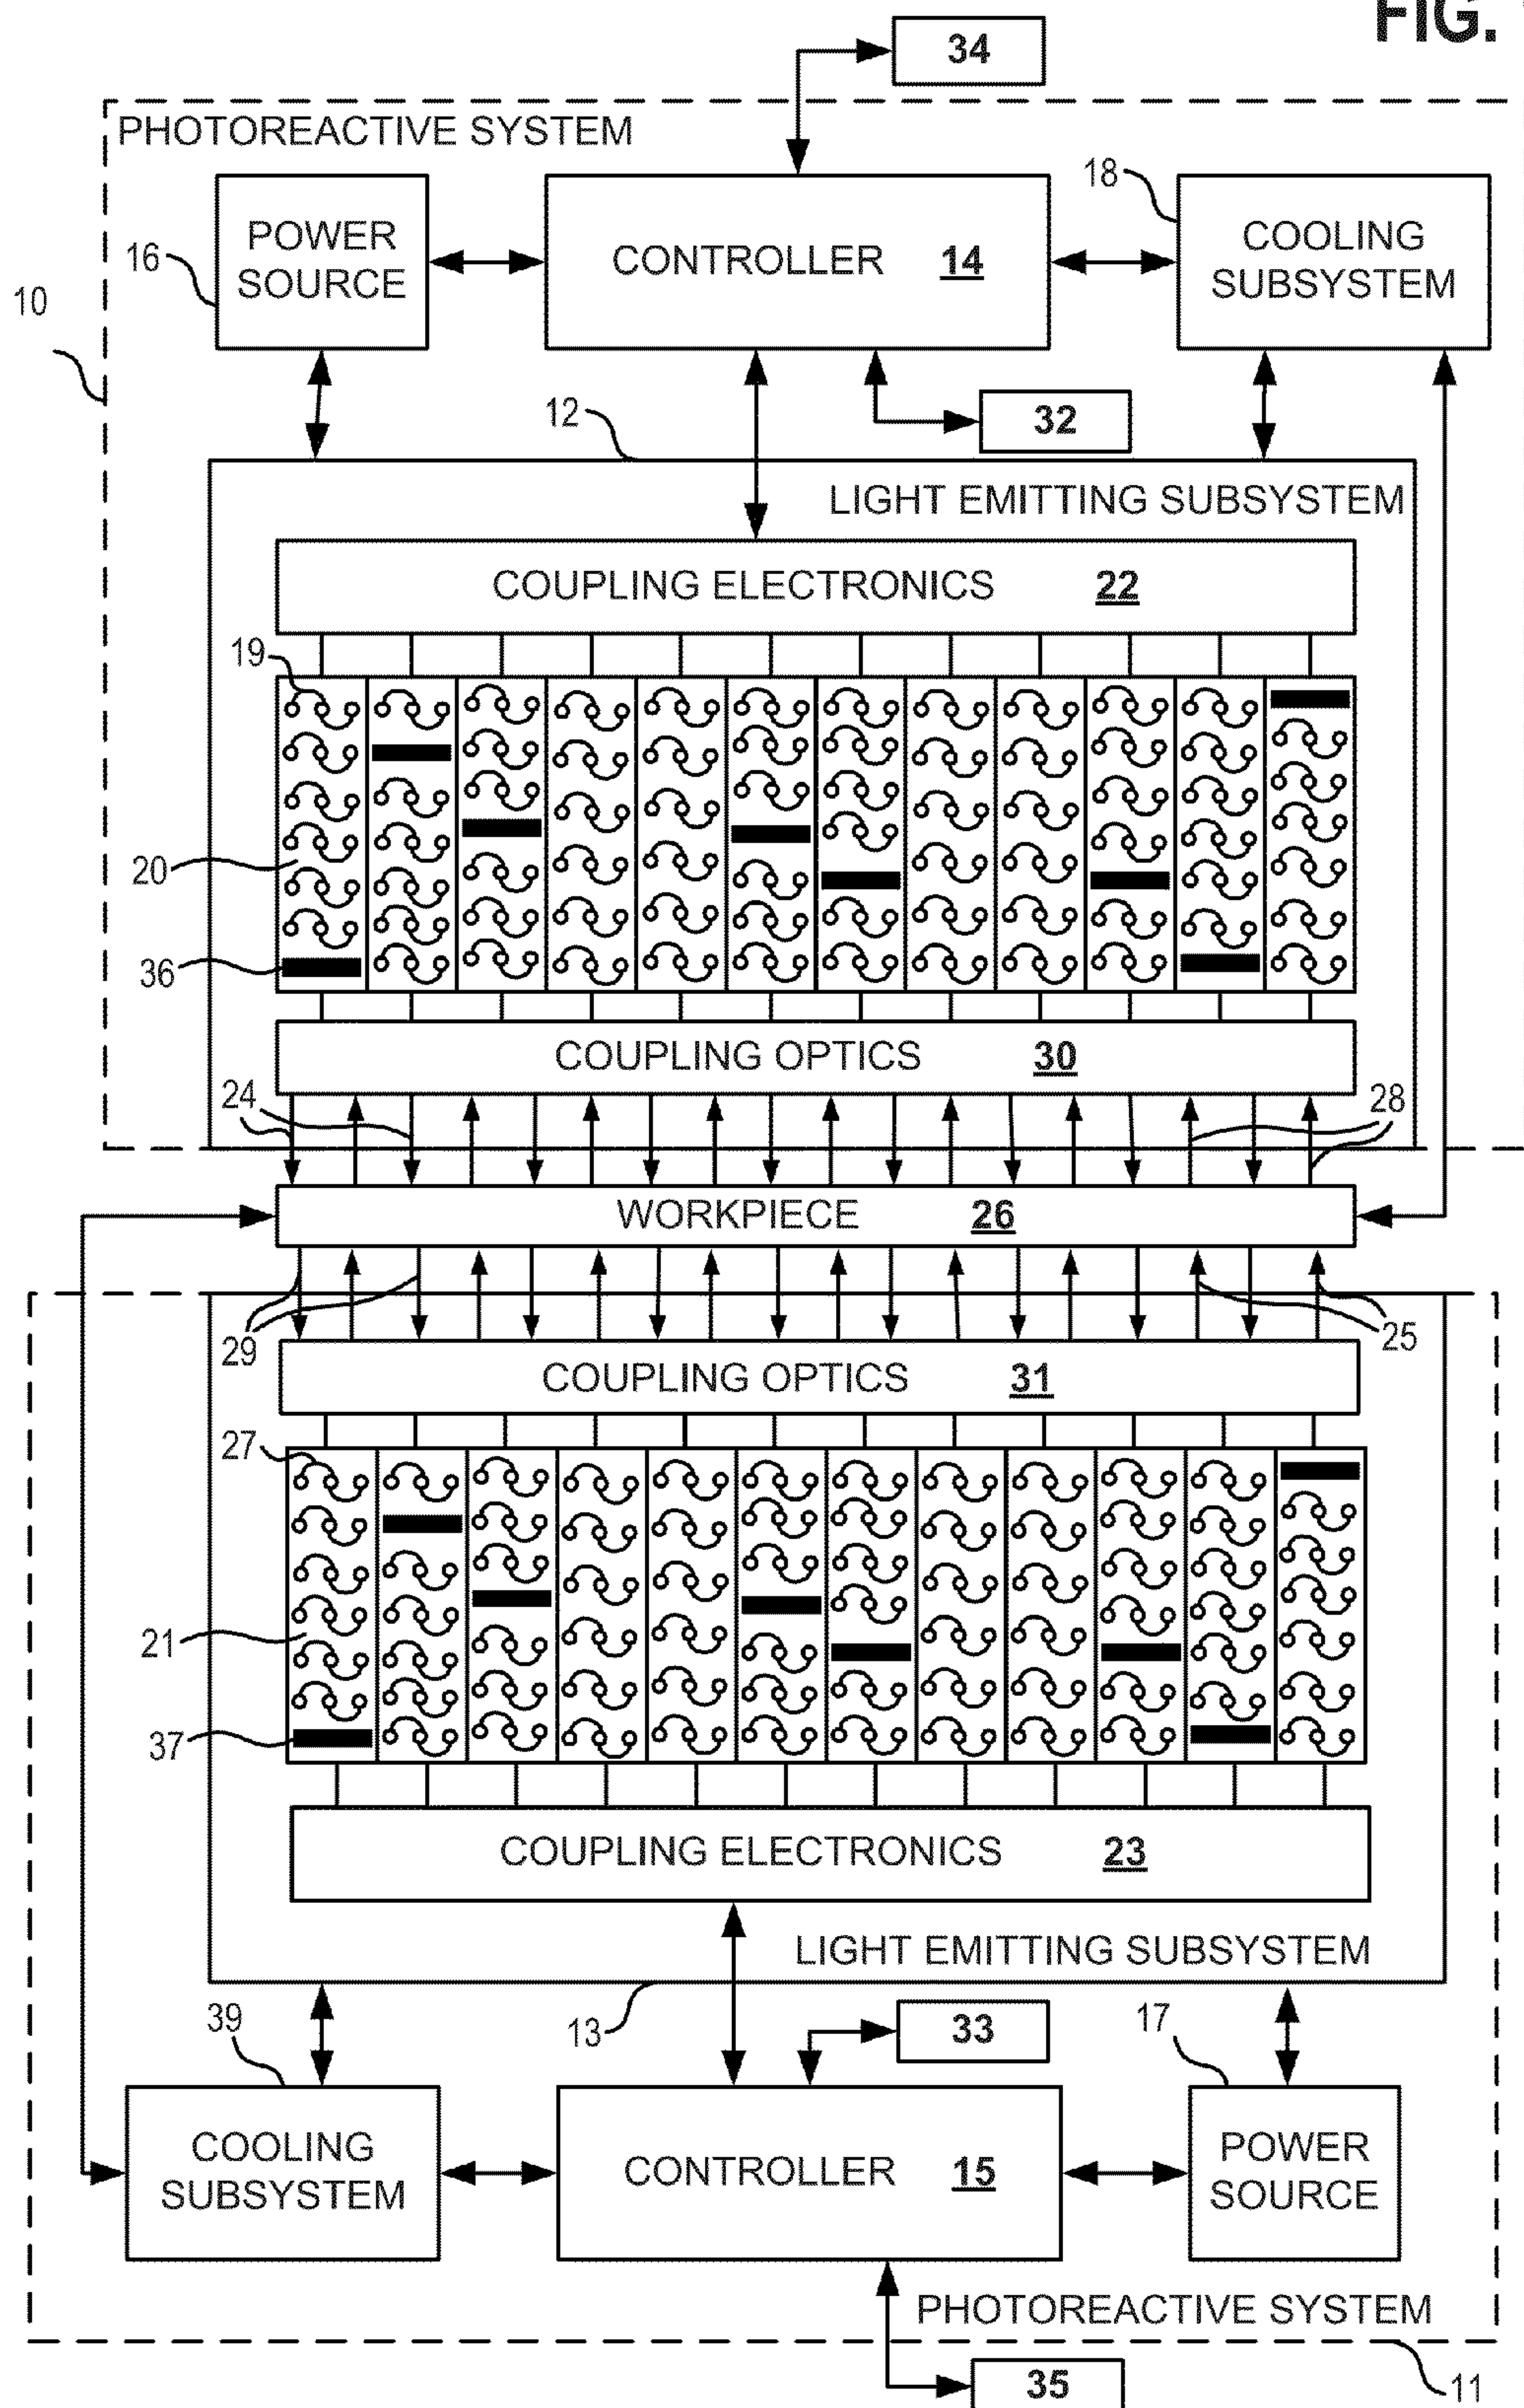 FIG.
34
PHOTOREACTIVE SYSTEM
18
16
POWER
SOURCE
CONTROLLER 14
COOLING
SUBSYSTEM
10
12
32
LIGHT EMITTING SUBSYSTEM
COUPLING ELECTRONICS 22
19
20
36
COUPLING OPTICS 30
24
28
WORKPIECE 26
29
25
COUPLING OPTICS 31
27
21
37
COUPLING ELECTRONICS 23
LIGHT EMITTING SUBSYSTEM
39
13
33
17
COOLING
SUBSYSTEM
CONTROLLER 15
POWER
SOURCE
PHOTOREACTIVE SYSTEM
35
11